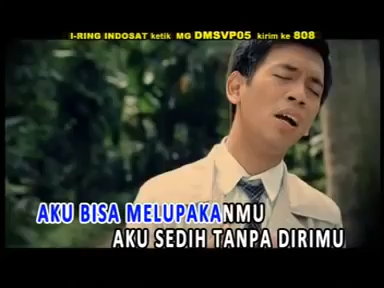 I-RING INDOSAT ketik MG DMSVP05 kirim ke 808
AKU BISA MELUPAKANMU
AKU SEDIH TANPA DIRIMU